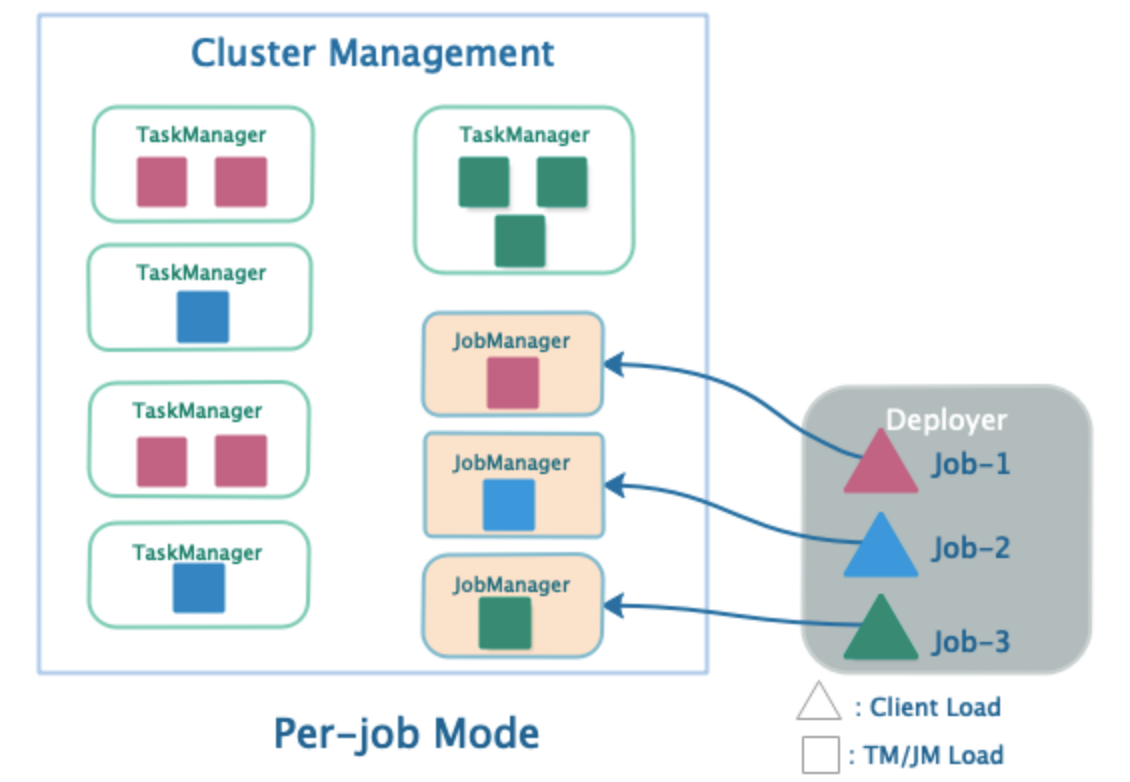 Cluster Management
TaskManager
TaskManager
TaskManager
TaskManager
TaskManager
JobManager
JobManager
JobManager
Deployer
Job-1
Job-2
Job-3
Per-job Mode
: Client Load
: TM/JM Load